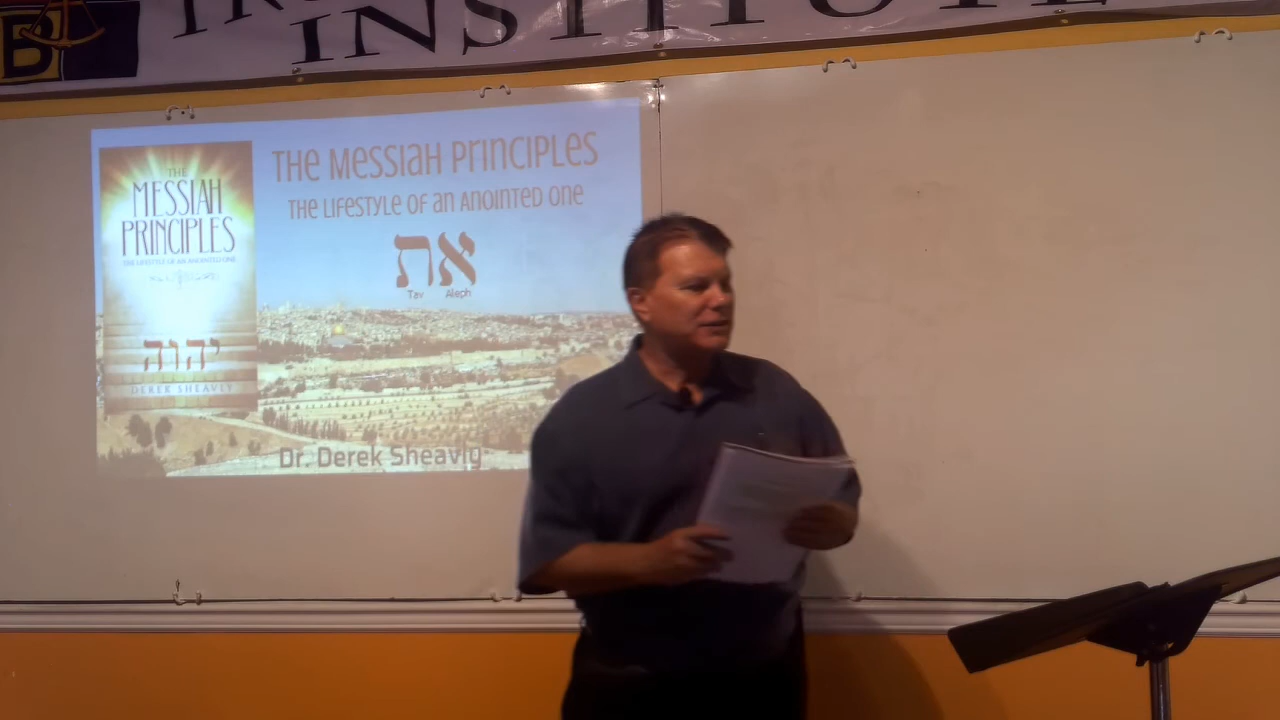 B
INSTITUTE
THE
MESSIAH
PRINCIPLES
THE LIFESTYLE OF AN ANOINTED ONE
יהוה
DEREK SHEAVLY
The Messiah Principles
The Lifestyle of an Anointed One
את
Tav Aleph
Dr. Derek Sheavly